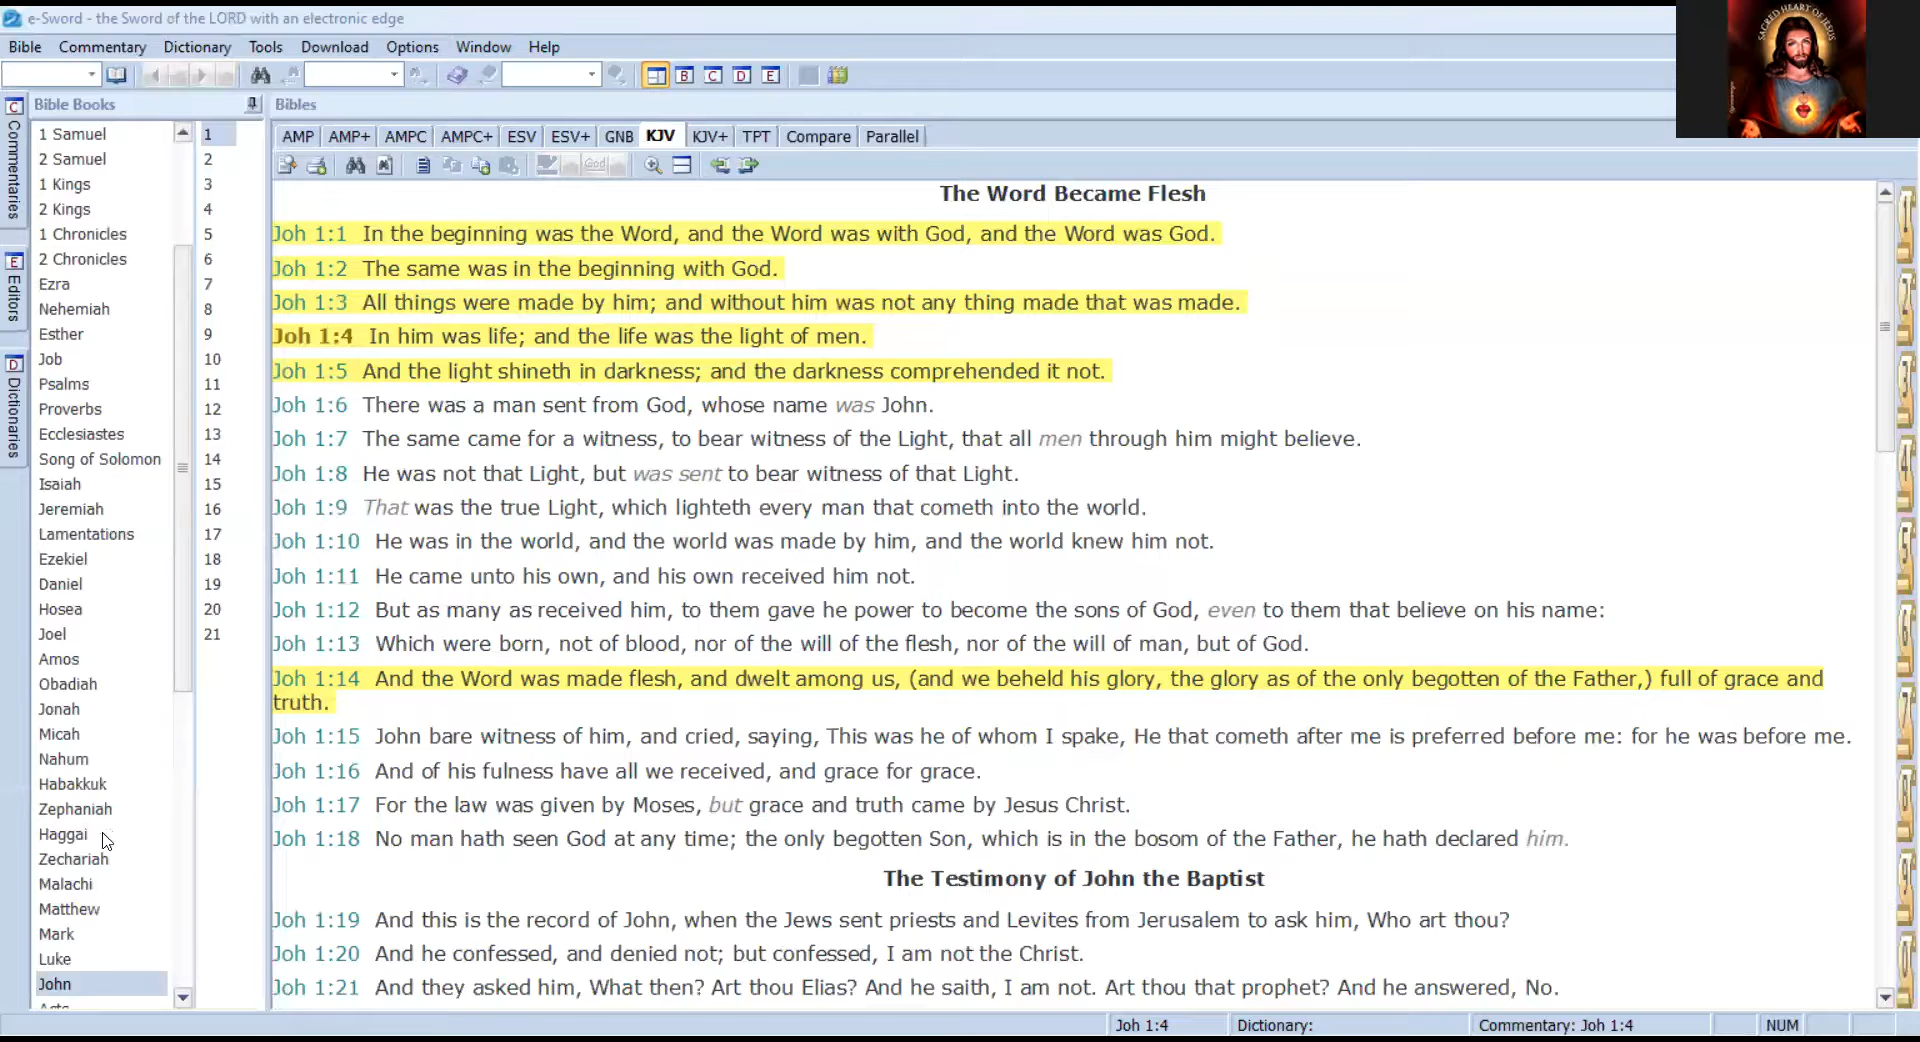 e-Sword - the Sword of the LORD with an electronic edge
Bible Commentary Dictionary Tools Download Options Window Help
B C D E
SACRED HEART OF JESUS
C Commentaries
E Editors
D Dictionaries
Bible Books
1 Samuel
2 Samuel
1 Kings
2 Kings
1 Chronicles
2 Chronicles
Ezra
Nehemiah
Esther
Job
Psalms
Proverbs
Ecclesiastes
Song of Solomon
Isaiah
Jeremiah
Lamentations
Ezekiel
Daniel
Hosea
Joel
Amos
Obadiah
Jonah
Micah
Nahum
Habakkuk
Zephaniah
Haggai
Zechariah
Malachi
Matthew
Mark
Luke
John
Acts
1
2
3
4
5
6
7
8
9
10
11
12
13
14
15
16
17
18
19
20
21
Bibles
AMP AMP+ AMPC AMPC+ ESV ESV+ GNB KJV KJV+ TPT Compare Parallel
God
The Word Became Flesh
Joh 1:1 In the beginning was the Word, and the Word was with God, and the Word was God.
Joh 1:2 The same was in the beginning with God.
Joh 1:3 All things were made by him; and without him was not any thing made that was made.
Joh 1:4 In him was life; and the life was the light of men.
Joh 1:5 And the light shineth in darkness; and the darkness comprehended it not.
Joh 1:6 There was a man sent from God, whose name was John.
Joh 1:7 The same came for a witness, to bear witness of the Light, that all men through him might believe.
Joh 1:8 He was not that Light, but was sent to bear witness of that Light.
Joh 1:9 That was the true Light, which lighteth every man that cometh into the world.
Joh 1:10 He was in the world, and the world was made by him, and the world knew him not.
Joh 1:11 He came unto his own, and his own received him not.
Joh 1:12 But as many as received him, to them gave he power to become the sons of God, even to them that believe on his name:
Joh 1:13 Which were born, not of blood, nor of the will of the flesh, nor of the will of man, but of God.
Joh 1:14 And the Word was made flesh, and dwelt among us, (and we beheld his glory, the glory as of the only begotten of the Father,) full of grace and
truth.
Joh 1:15 John bare witness of him, and cried, saying, This was he of whom I spake, He that cometh after me is preferred before me: for he was before me.
Joh 1:16 And of his fulness have all we received, and grace for grace.
Joh 1:17 For the law was given by Moses, but grace and truth came by Jesus Christ.
Joh 1:18 No man hath seen God at any time; the only begotten Son, which is in the bosom of the Father, he hath declared him.
The Testimony of John the Baptist
Joh 1:19 And this is the record of John, when the Jews sent priests and Levites from Jerusalem to ask him, Who art thou?
Joh 1:20 And he confessed, and denied not; but confessed, I am not the Christ.
Joh 1:21 And they asked him, What then? Art thou Elias? And he saith, I am not. Art thou that prophet? And he answered, No.
Joh 1:4 Dictionary: Commentary: Joh 1:4 NUM